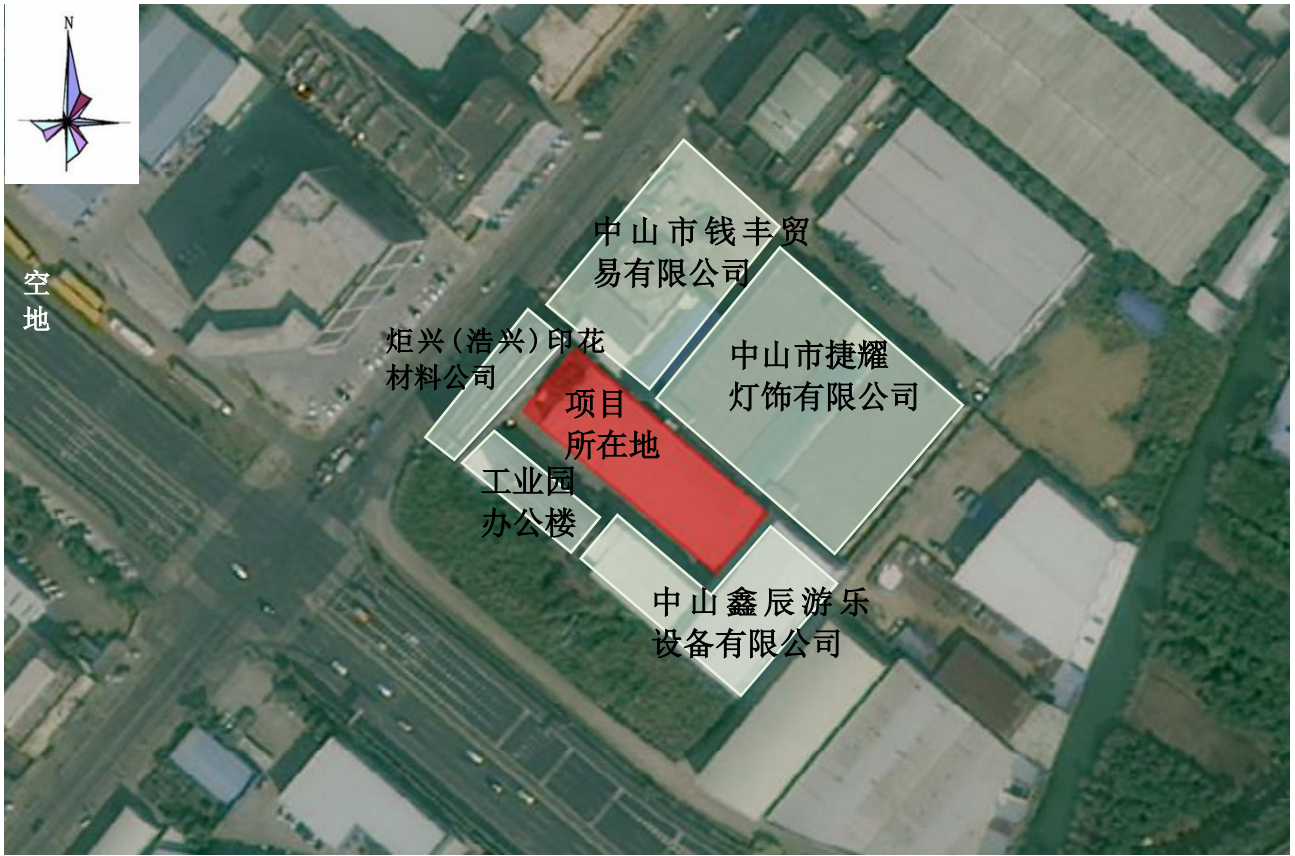 N
中山市钱丰贸
易有限公司
空
地
炬兴(浩兴)印花
材料公司
中山市捷耀
灯饰有限公司
项目
所在地
工业园
办公楼
中山鑫辰游乐
设备有限公司